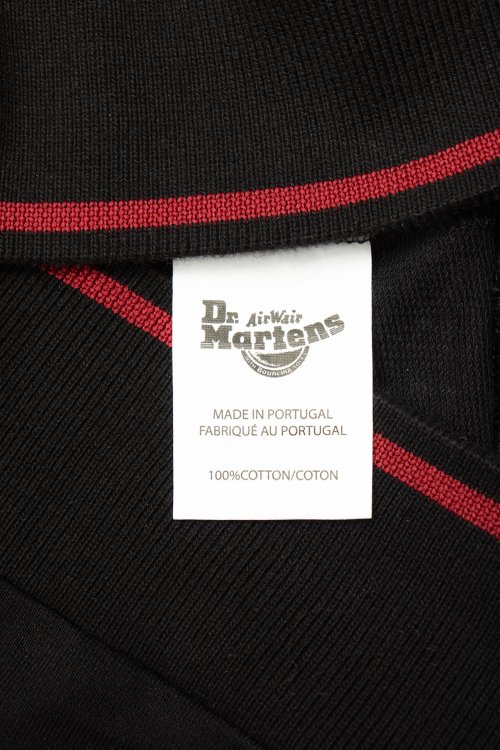 Dr. AirWair
Martens
MADE IN PORTUGAL
FABRIQUÉ AU PORTUGAL
100%COTTON/COTON